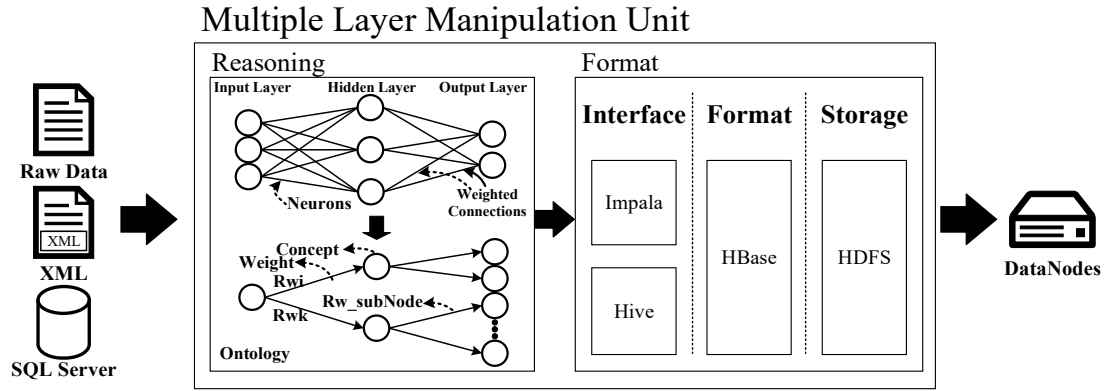 Multiple Layer Manipulation Unit
Raw Data
XML
XML
SQL Server
Reasoning
Input Layer
Hidden Layer
Output Layer
Neurons
Weighted
Connections
Concept
Weight
Rwi
Rw_subNode
Rwk
Ontology
Format
Interface
Format
Storage
Impala
Hive
HBase
HDFS
DataNodes